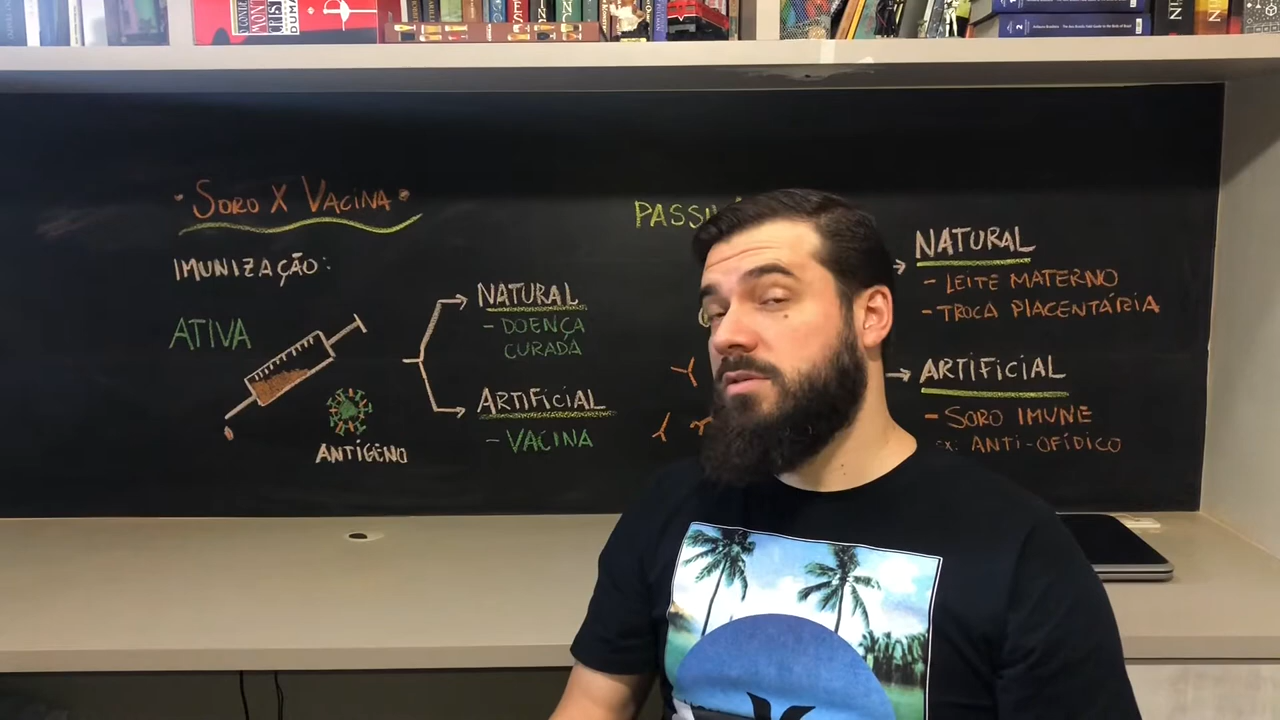 • SORO X VACINA •
IMUNIZAÇÃO:
ATIVA
ANTÍGENO
NATURAL
- DOENÇA
CURADA
ARTIFICIAL
- VACINA
NATURAL
- LEITE MATERNO
- TROCA PLACENTÁRIA
ARTIFICIAL
- SORO IMUNE
EX: ANTI-OFÍDICO